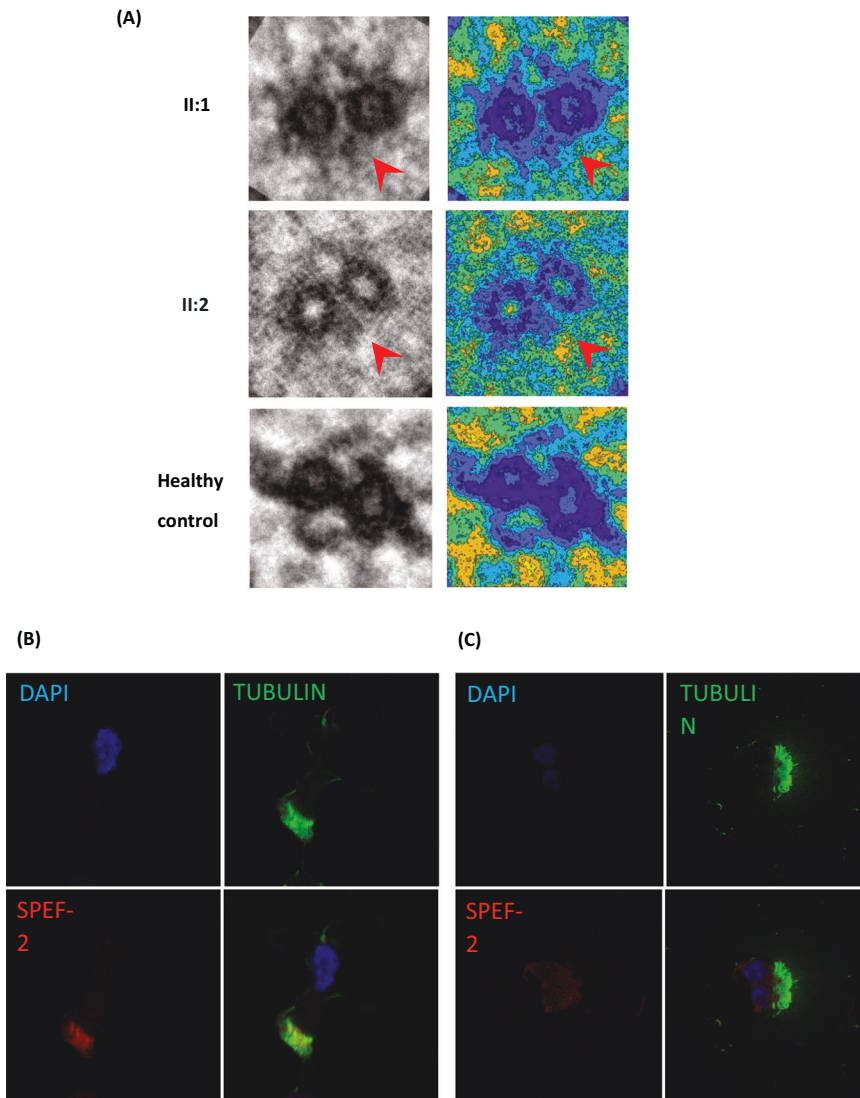 (A)
II:1
II:2
Healthy
control
(B)
(C)
DAPI
TUBULIN
DAPI
TUBULI
N
SPEF-
2
SPEF-
2